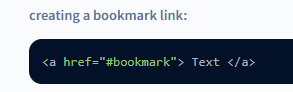 creating a bookmark link:
<a href="#bookmark"> Text </a>